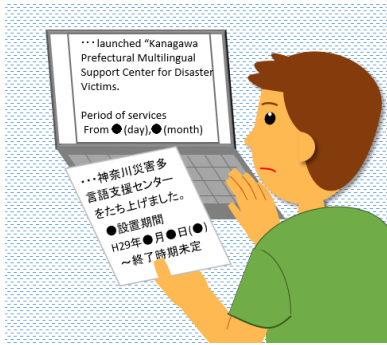 ・・・launched “Kanagawa
Prefectural Multilingual
Support Center for Disaster
Victims.
Period of services
From ●(day),●(month)
・・・神奈川災害多
言語支援センター
をたち上げました。
●設置期間
H29年●月●日(●)
～終了時期未定